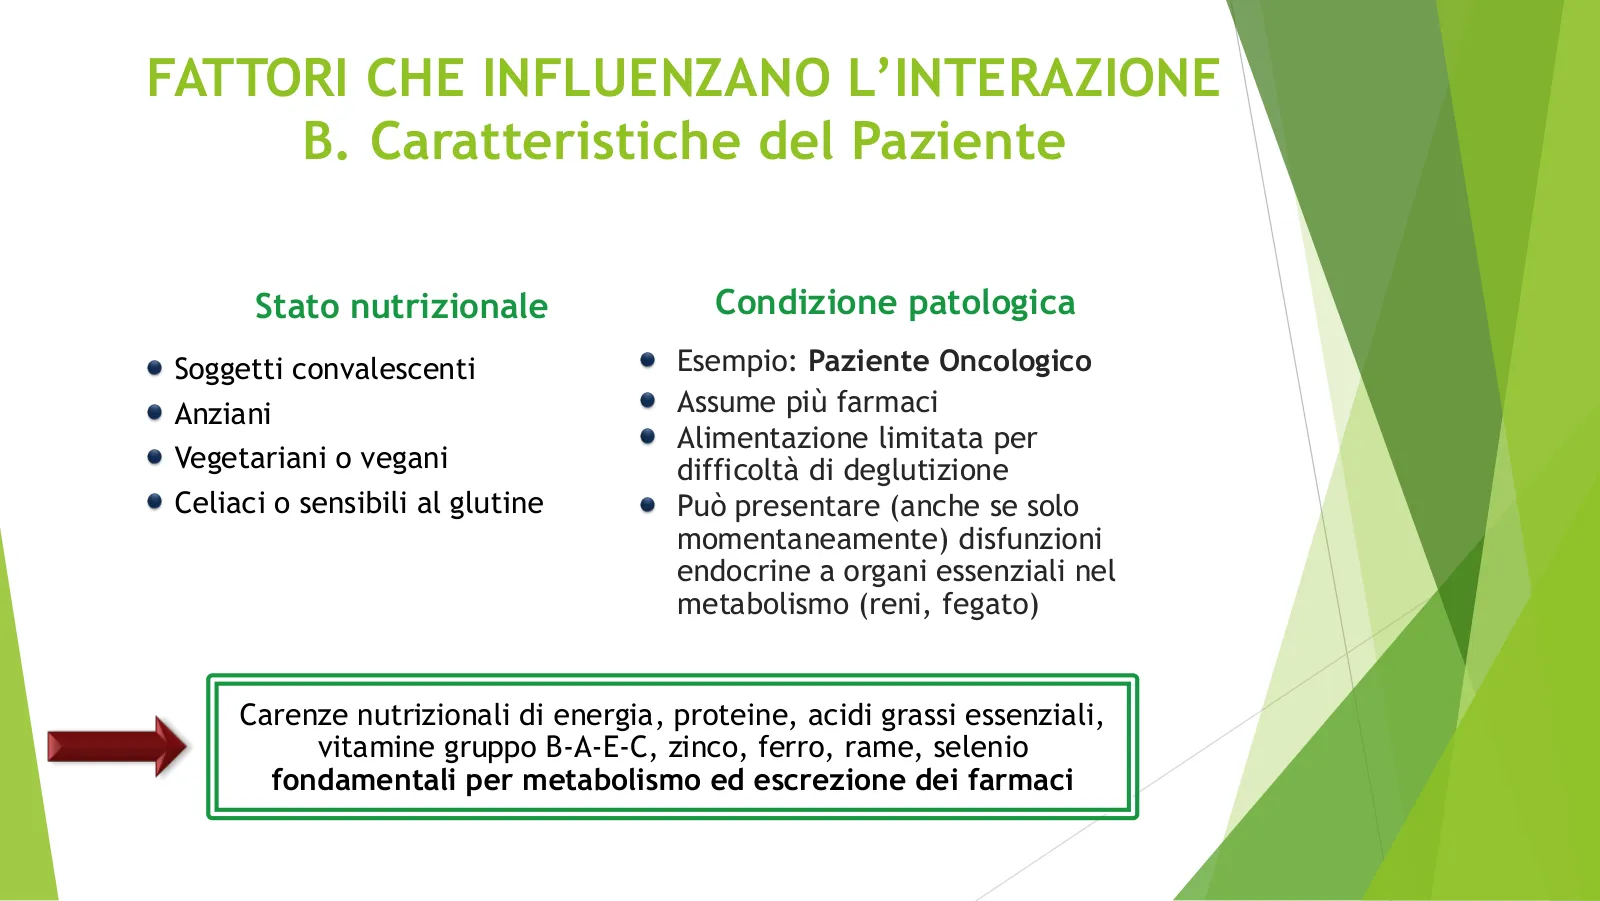 FATTORI CHE INFLUENZANO L’INTERAZIONE
B. Caratteristiche del Paziente
Stato nutrizionale
Soggetti convalescenti
Anziani
Vegetariani o vegani
Celiaci o sensibili al glutine
Condizione patologica
Esempio: Paziente Oncologico
Assume più farmaci
Alimentazione limitata per
difficoltà di deglutizione
Può presentare (anche se solo
momentaneamente) disfunzioni
endocrine a organi essenziali nel
metabolismo (reni, fegato)
Carenze nutrizionali di energia, proteine, acidi grassi essenziali,
vitamine gruppo B-A-E-C, zinco, ferro, rame, selenio
fondamentali per metabolismo ed escrezione dei farmaci